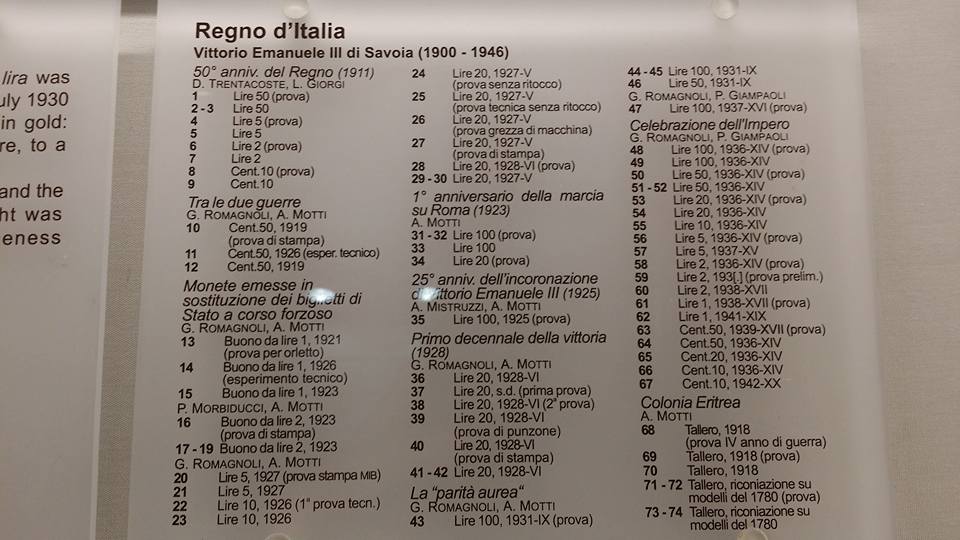 lira was
uly 1930
in gold:
re, to a
and the
ht was
eness
Regno d'Italia
Vittorio Emanuele III di Savoia (1900 - 1946)
50° anniv. del Regno (1911)
D. TRENTACOSTE, L. GIORGI
1 Lire 50 (prova)
2 - 3 Lire 50
4 Lire 5 (prova)
5 Lire 5
6 Lire 2 (prova)
7 Lire 2
8 Cent.10 (prova)
9 Cent.10
Tra le due guerre
G. ROMAGNOLI, A. MOTTI
10 Cent.50, 1919
(prova di stampa)
11 Cent.50, 1926 (esper. tecnico)
12 Cent.50, 1919
Monete emesse in
sostituzione dei biglietti di
Stato a corso forzoso
G. ROMAGNOLI, A. MOTTI
13 Buono da lire 1, 1921
(prova per orletto)
14 Buono da lire 1, 1926
(esperimento tecnico)
15 Buono da lire 1, 1923
P. MORBIDUCCI, A. MOTTI
16 Buono da lire 2, 1923
(prova di stampa)
17 - 19 Buono da lire 2, 1923
G. ROMAGNOLI, A. MOTTI
20 Lire 5, 1927 (prova stampa MIB)
21 Lire 5, 1927
22 Lire 10, 1926 (1ª prova tecn.)
23 Lire 10, 1926
24 Lire 20, 1927-V
(prova senza ritocco)
25 Lire 20, 1927-V
(prova tecnica senza ritocco)
26 Lire 20, 1927-V
(prova grezza di macchina)
27 Lire 20, 1927-V
(prova di stampa)
28 Lire 20, 1928-VI (prova)
29 - 30 Lire 20, 1927-V
1° anniversario della marcia
su Roma (1923)
A. MOTTI
31 - 32 Lire 100 (prova)
33 Lire 100
34 Lire 20 (prova)
25° anniv. dell'incoronazione
di Vittorio Emanuele III (1925)
A. MISTRUZZI, A. MOTTI
35 Lire 100, 1925 (prova)
Primo decennale della vittoria
(1928)
G. ROMAGNOLI, A. MOTTI
36 Lire 20, 1928-VI
37 Lire 20, s.d. (prima prova)
38 Lire 20, 1928-VI (2ª prova)
39 Lire 20, 1928-VI
(prova di punzone)
40 Lire 20, 1928-VI
(prova di stampa)
41 - 42 Lire 20, 1928-VI
La "parità aurea"
G. ROMAGNOLI, A. MOTTI
43 Lire 100, 1931-IX (prova)
44 - 45 Lire 100, 1931-IX
46 Lire 50, 1931-IX
G. ROMAGNOLI, P. GIAMPAOLI
47 Lire 100, 1937-XVI (prova)
Celebrazione dell'Impero
G. ROMAGNOLI, P. GIAMPAOLI
48 Lire 100, 1936-XIV (prova)
49 Lire 100, 1936-XIV
50 Lire 50, 1936-XIV (prova)
51 - 52 Lire 50, 1936-XIV
53 Lire 20, 1936-XIV (prova)
54 Lire 20, 1936-XIV
55 Lire 10, 1936-XIV
56 Lire 5, 1936-XIV (prova)
57 Lire 5, 1937-XV
58 Lire 2, 1936-XIV (prova)
59 Lire 2, 193[.] (prova prelim.)
60 Lire 2, 1938-XVII
61 Lire 1, 1938-XVII (prova)
62 Lire 1, 1941-XIX
63 Cent.50, 1939-XVII (prova)
64 Cent.50, 1936-XIV
65 Cent.20, 1936-XIV
66 Cent.10, 1936-XIV
67 Cent.10, 1942-XX
Colonia Eritrea
A. MOTTI
68 Tallero, 1918
(prova IV anno di guerra)
69 Tallero, 1918 (prova)
70 Tallero, 1918
71 - 72 Tallero, riconiazione su
modelli del 1780 (prova)
73 - 74 Tallero, riconiazione su
modelli del 1780